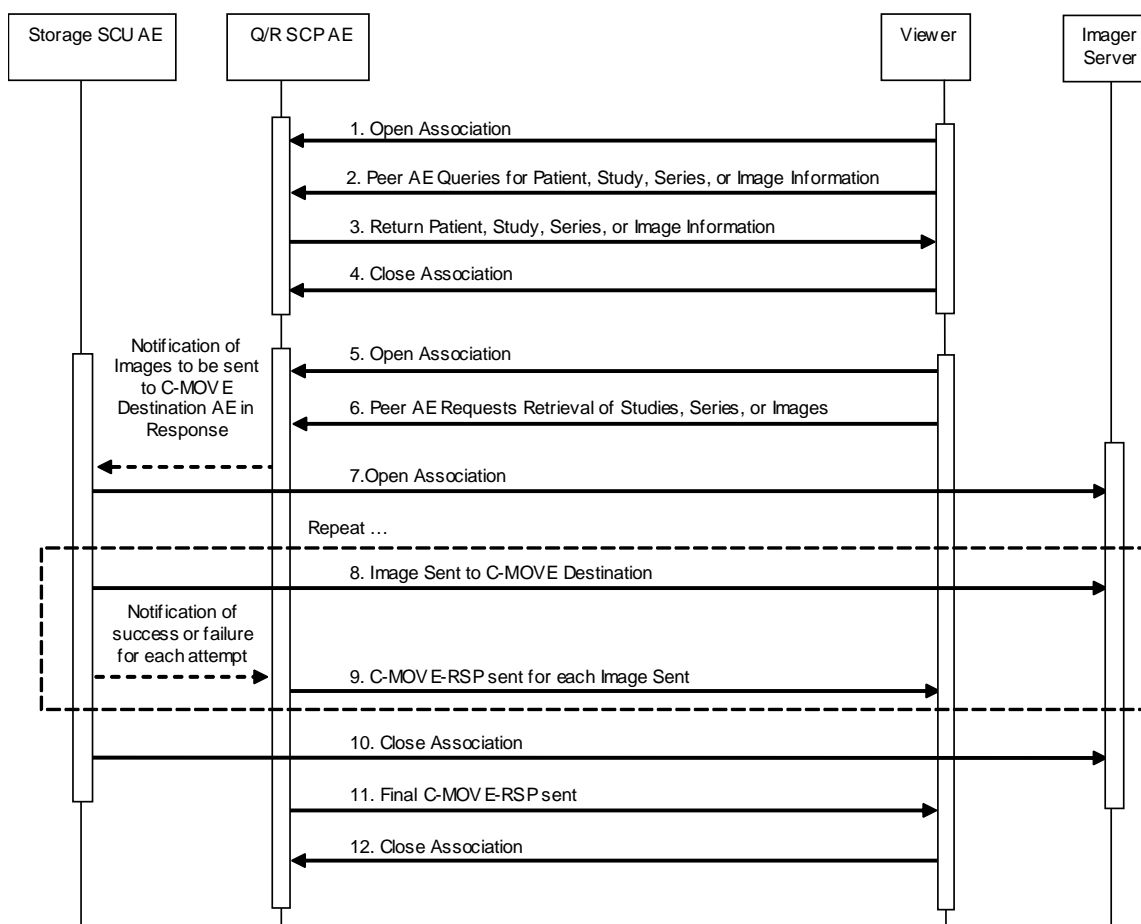 Storage SCU AE
Q/R SCP AE
Viewer
Imager
Server
1. Open Association
2. Peer AE Queries for Patient, Study, Series, or Image Information
3. Return Patient, Study, Series, or Image Information
4. Close Association
Notification of
Images to be sent
to C-MOVE
Destination AE in
Response
5. Open Association
6. Peer AE Requests Retrieval of Studies, Series, or Images
7.Open Association
Repeat …
8. Image Sent to C-MOVE Destination
Notification of
success or failure
for each attempt
9. C-MOVE-RSP sent for each Image Sent
10. Close Association
11. Final C-MOVE-RSP sent
12. Close Association